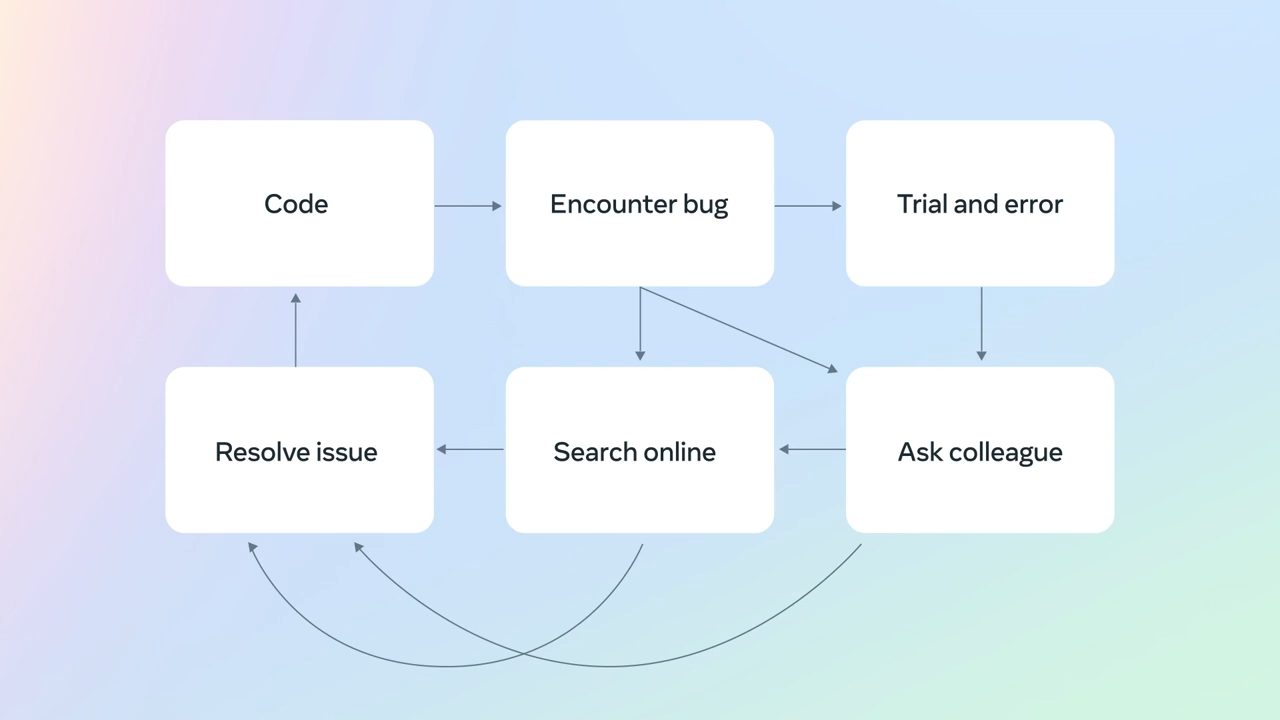 Code
Encounter bug
Trial and error
Resolve issue
Search online
Ask colleague